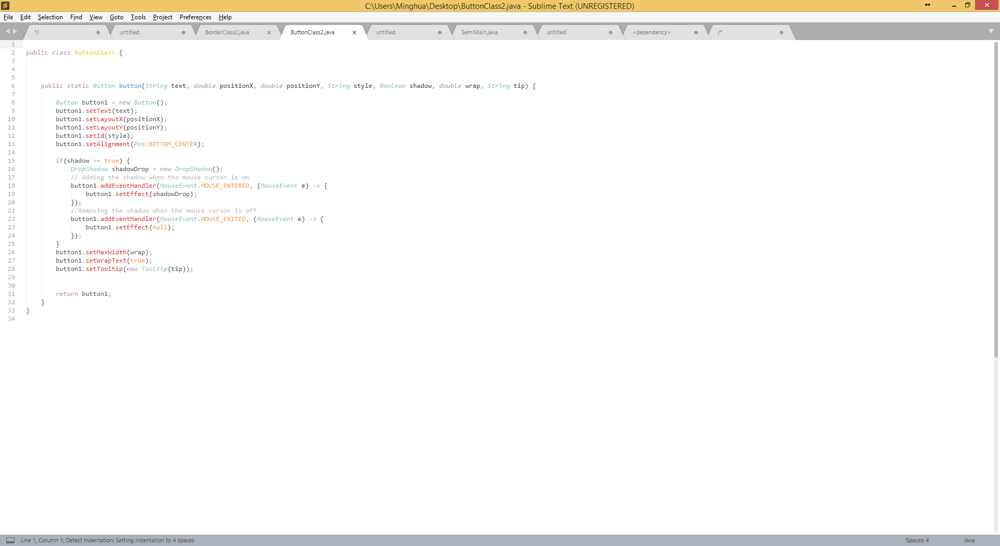 C:\Users\Minghua\Desktop\ButtonClass2.java - Sublime Text (UNREGISTERED)
File Edit Selection Find View Goto Tools Project Preferences Help
*/ untitled BorderClass2.java ButtonClass2.java untitled SemiMain.java untitled <dependency> /*
1
2 public class ButtonClass {
3
4
5
6     public static Button button(String text, double positionX, double positionY, String style, Boolean shadow, double wrap, String tip) {
7
8         Button button1 = new Button();
9         button1.setText(text);
10         button1.setLayoutX(positionX);
11         button1.setLayoutY(positionY);
12         button1.setId(style);
13         button1.setAlignment(Pos.BOTTOM_CENTER);
14
15         if(shadow == true) {
16             DropShadow shadowDrop = new DropShadow();
17             // Adding the shadow when the mouse cursor is on
18             button1.addEventHandler(MouseEvent.MOUSE_ENTERED, (MouseEvent e) -> {
19                 button1.setEffect(shadowDrop);
20             });
21             //Removing the shadow when the mouse cursor is off
22             button1.addEventHandler(MouseEvent.MOUSE_EXITED, (MouseEvent e) -> {
23                 button1.setEffect(null);
24             });
25         }
26         button1.setMaxWidth(wrap);
27         button1.setWrapText(true);
28         button1.setTooltip(new Tooltip(tip));
29
30
31         return button1;
32     }
33 }
34
Line 1, Column 1; Detect Indentation: Setting indentation to 4 spaces Spaces: 4 Java